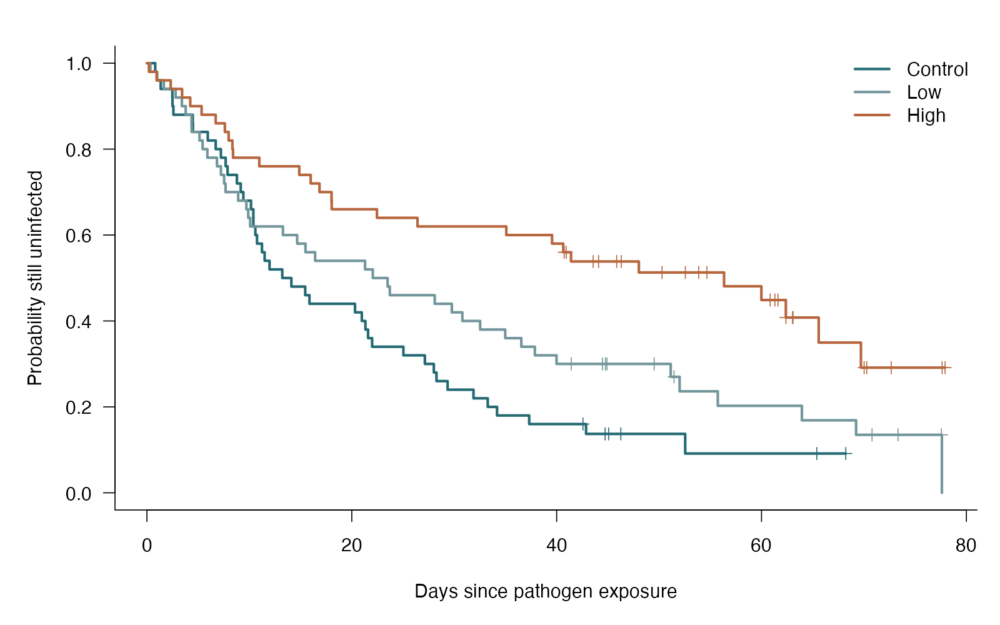 Control
Low
High
1.0
0.8
0.6
0.4
0.2
0.0
Probability still uninfected
0 20 40 60 80
Days since pathogen exposure